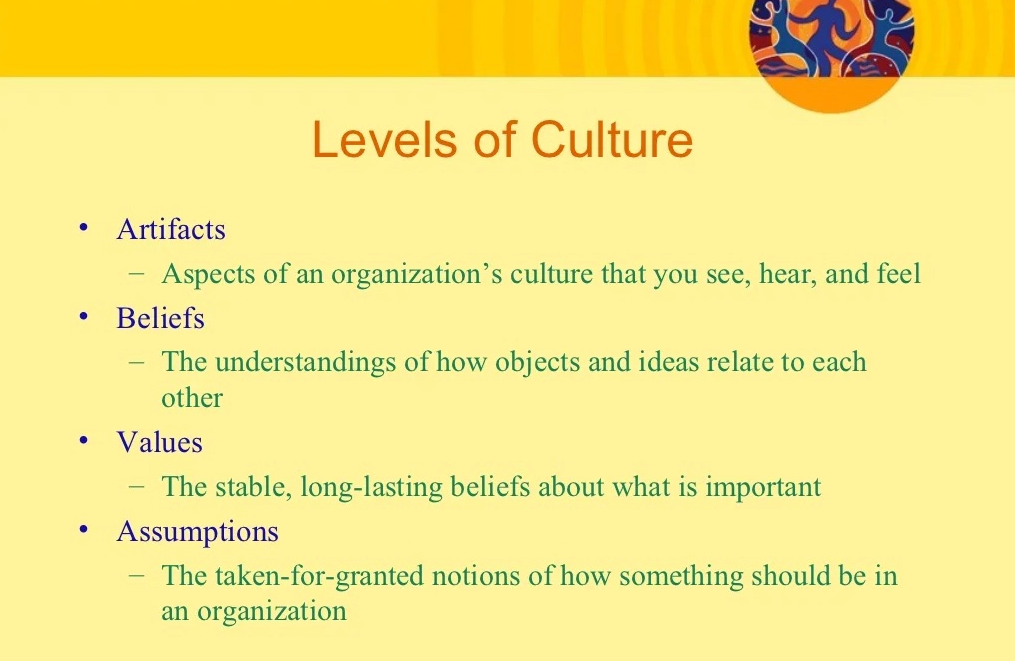 Levels of Culture
• Artifacts
– Aspects of an organization’s culture that you see, hear, and feel
• Beliefs
– The understandings of how objects and ideas relate to each
other
• Values
– The stable, long-lasting beliefs about what is important
• Assumptions
– The taken-for-granted notions of how something should be in
an organization